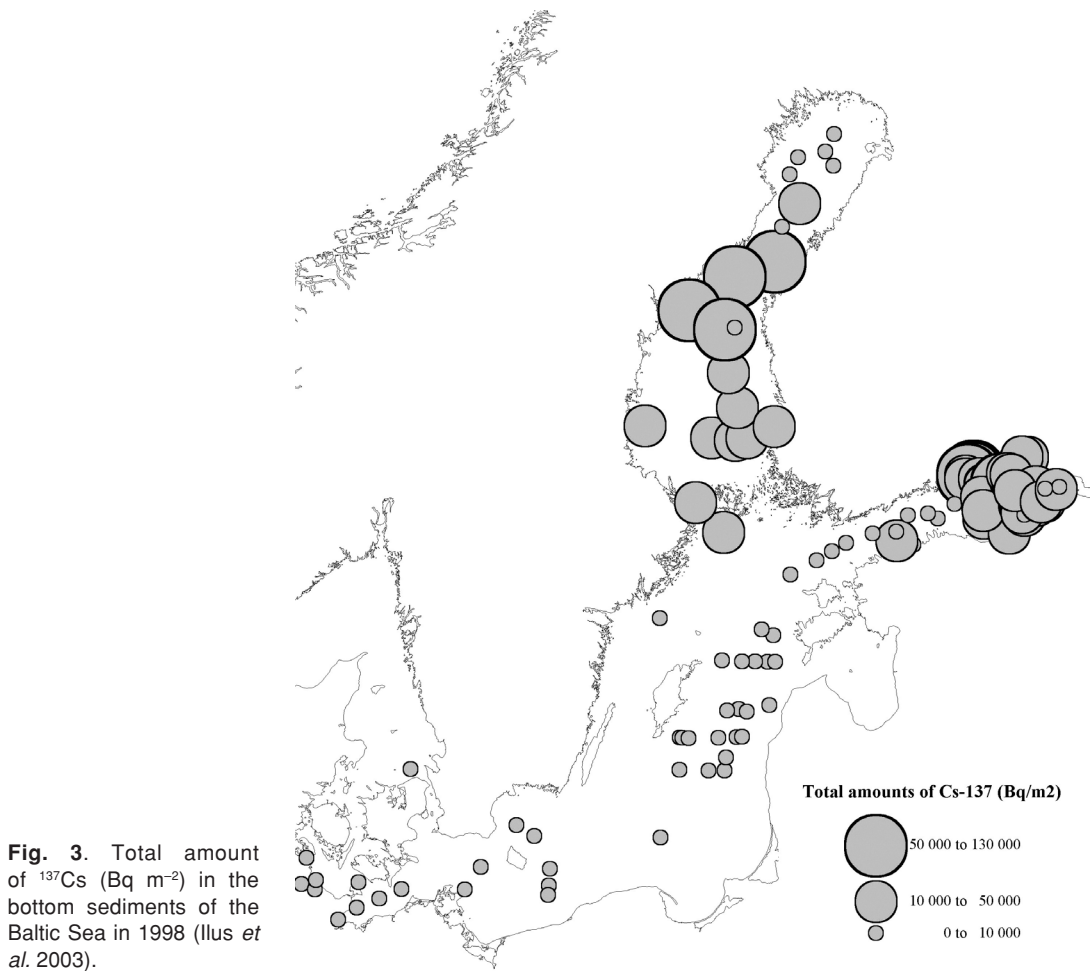 Total amounts of Cs-137 (Bq/m2)
50 000 to 130 000
10 000 to 50 000
0 to 10 000
Fig. 3. Total amount
of ¹³⁷Cs (Bq m⁻²) in the
bottom sediments of the
Baltic Sea in 1998 (Ilus et
al. 2003).